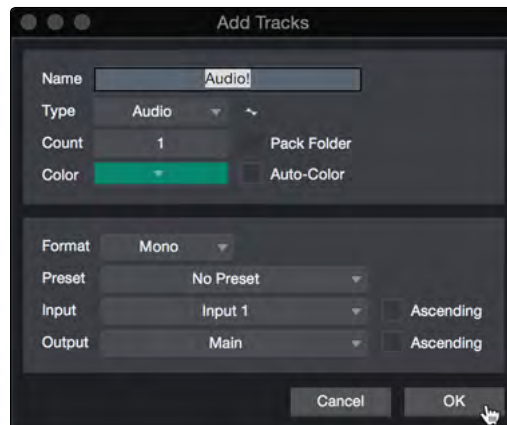 Add Tracks
Name Audio!
Type Audio
Count 1 Pack Folder
Color Auto-Color
Format Mono
Preset No Preset
Input Input 1 Ascending
Output Main Ascending
Cancel OK